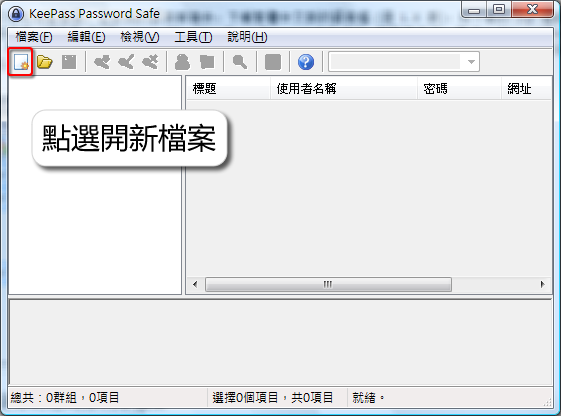 KeePass Password Safe
檔案(F) 編輯(E) 檢視(V) 工具(T) 說明(H)
標題 使用者名稱 密碼 網址
點選開新檔案
總共：0群組，0項目 選擇0個項目，共0項目 就緒。